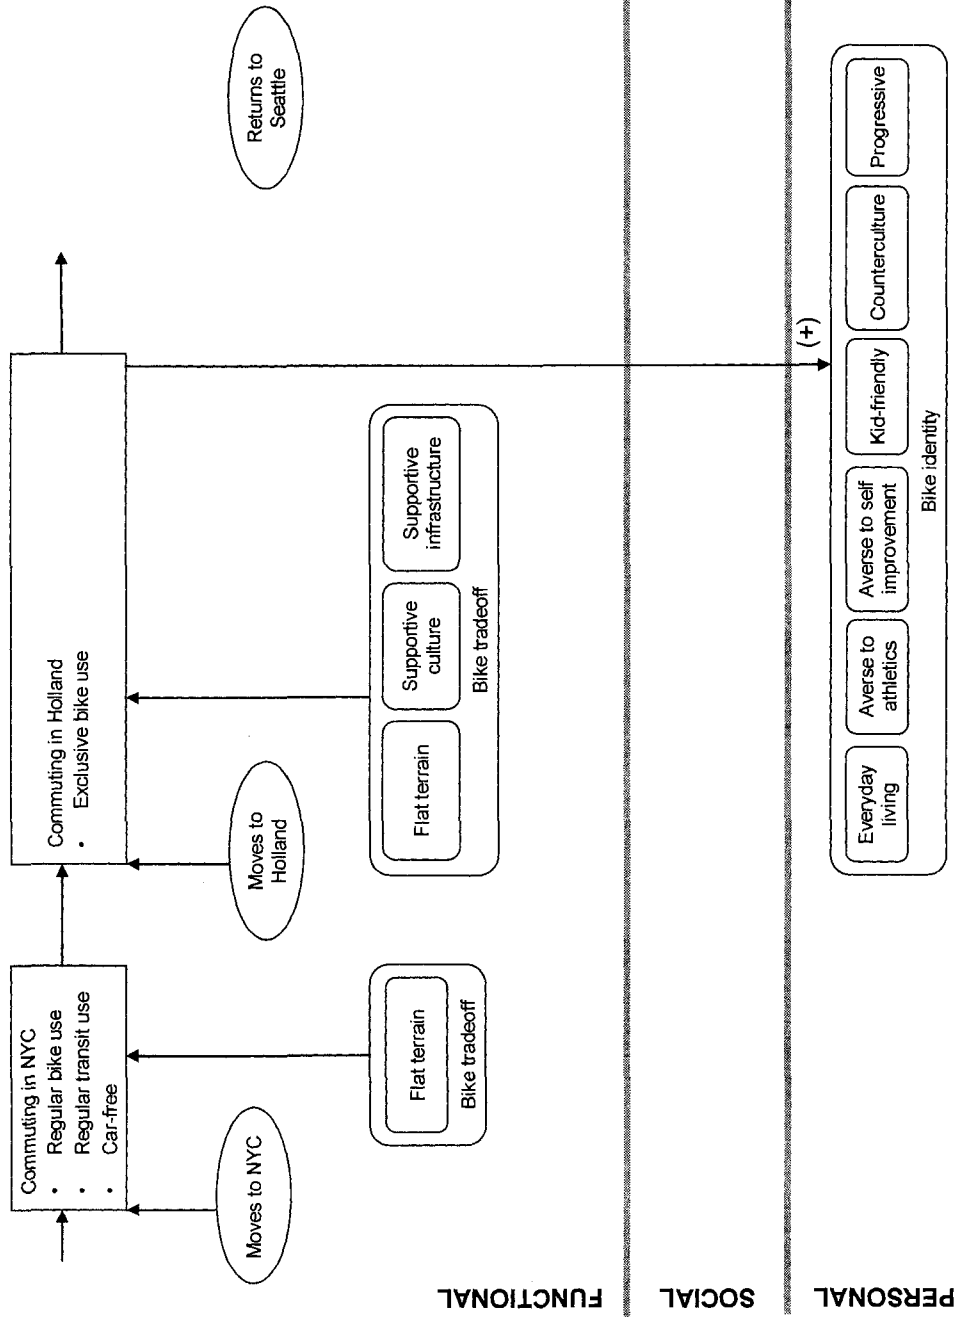 Commuting in NYC
• Regular bike use
• Regular transit use
• Car-free
Commuting in Holland
• Exclusive bike use
Moves to NYC
Moves to
Holland
Returns to
Seattle
Flat terrain
Bike tradeoff
Flat terrain
Supportive
culture
Supportive
infrastructure
Bike tradeoff
FUNCTIONAL
SOCIAL
(+)
PERSONAL
Everyday
living
Averse to
athletics
Averse to self
improvement
Kid-friendly
Counterculture
Progressive
Bike identity